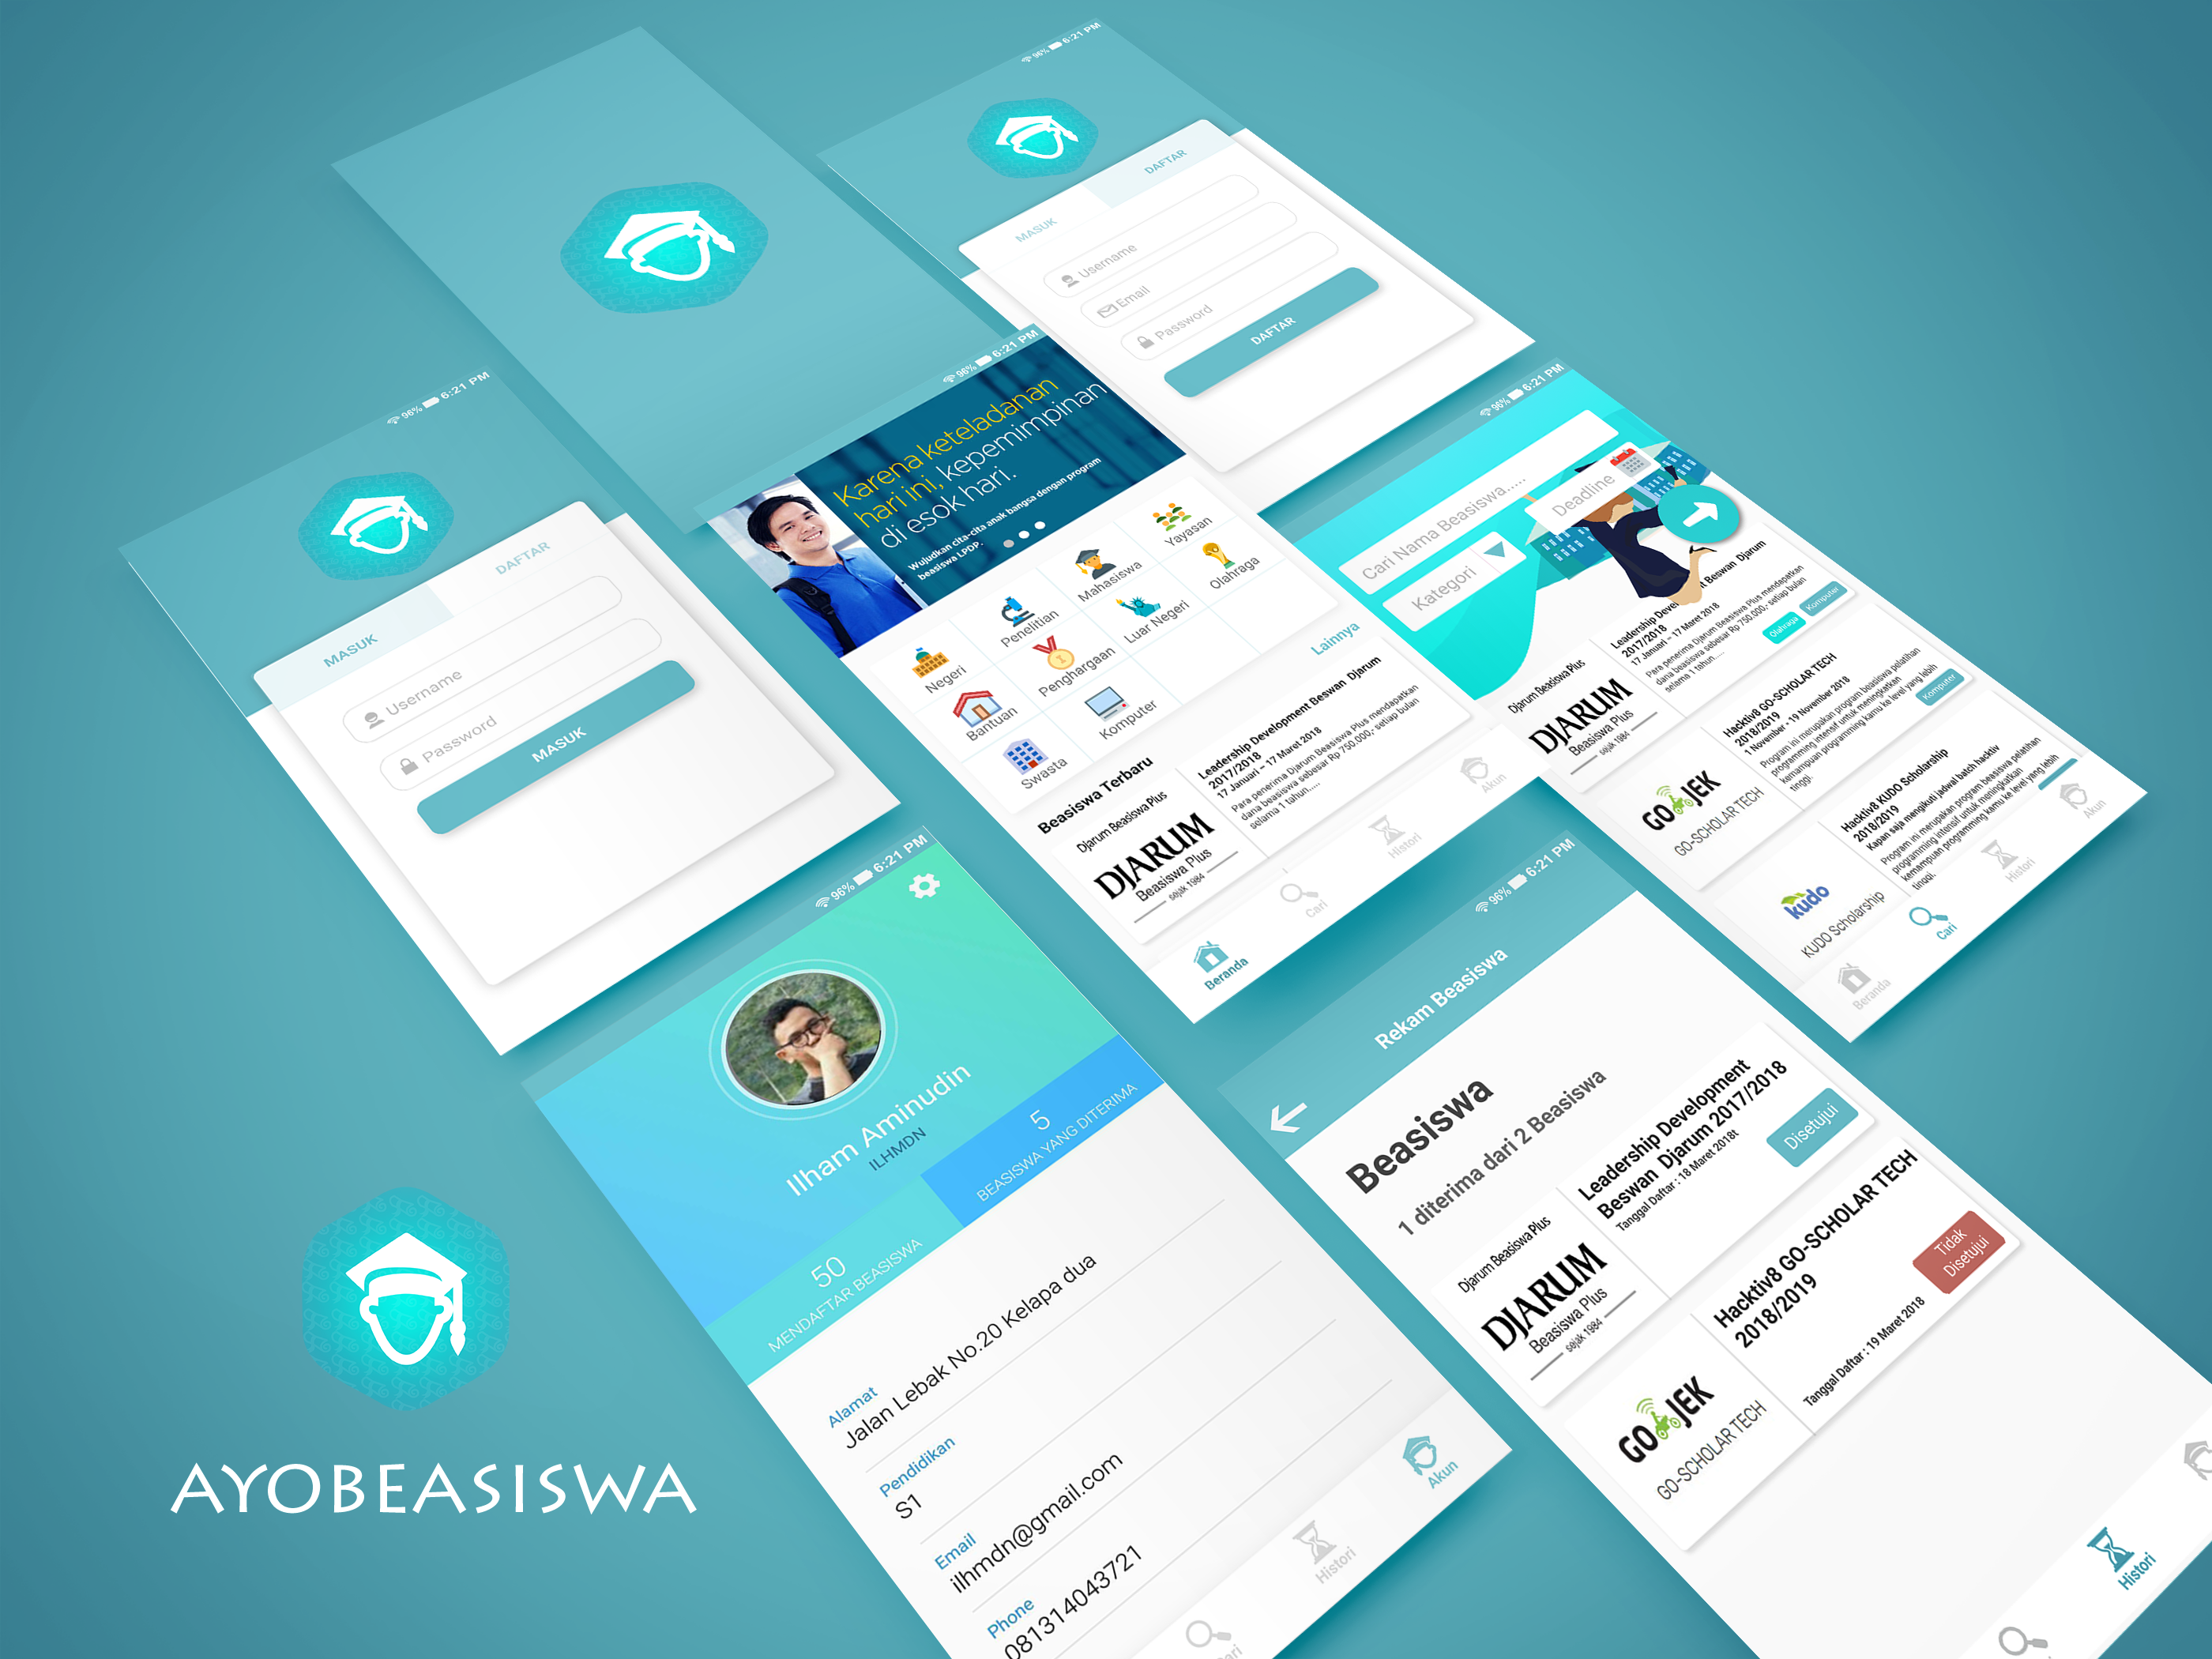 96% 6:21 PM
DAFTAR
MASUK
Username
Email
Password
DAFTAR
96% 6:21 PM
DAFTAR
MASUK
Username
Password
MASUK
96% 6:21 PM
Karena keteladanan
hari ini, kepemimpinan
di esok hari.
Wujudkan cita-cita anak bangsa dengan program
beasiswa LPDP.
Negeri
Penelitian
Mahasiswa
Yayasan
Bantuan
Penghargaan
Luar Negeri
Olahraga
Swasta
Komputer
Lainnya
Beasiswa Terbaru
Djarum Beasiswa Plus
DJARUM
Beasiswa Plus
sejak 1984
Leadership Development Beswan Djarum
2017/2018
17 Januari – 17 Maret 2018
Para penerima Djarum Beasiswa Plus mendapatkan
dana beasiswa sebesar Rp 750.000,- setiap bulan
selama 1 tahun.....
Beranda
Cari
Histori
Akun
96% 6:21 PM
Cari Nama Beasiswa.....
Kategori
Deadline
Djarum Beasiswa Plus
DJARUM
Beasiswa Plus
sejak 1984
Leadership Deve t Beswan Djarum
2017/2018
17 Januari – 17 Maret 2018
Para penerima Djarum Beasiswa Plus mendapatkan
dana beasiswa sebesar Rp 750.000,- setiap bulan
selama 1 tahun.....
Olahraga
Komputer
GO-JEK
GO-SCHOLAR TECH
Hacktiv8 GO-SCHOLAR TECH
2018/2019
1 November - 19 November 2018
Program ini merupakan program beasiswa pelatihan
programming intensif untuk meningkatkan
kemampuan programming kamu ke level yang lebih
tinggi.
Komputer
kudo
KUDO Scholarship
Hacktiv8 KUDO Scholarship
2018/2019
Kapan saja mengikuti jadwal batch hacktiv
Program ini merupakan program beasiswa pelatihan
programming intensif untuk meningkatkan
kemampuan programming kamu ke level yang lebih
tinggi.
Beranda
Cari
Histori
Akun
96% 6:21 PM
Ilham Aminudin
ILHMDN
50
MENDAFTAR BEASISWA
5
BEASISWA YANG DITERIMA
Alamat
Jalan Lebak No.20 Kelapa dua
Pendidikan
S1
Email
ilhmdn@gmail.com
Phone
081314043721
Histori
Akun
96% 6:21 PM
Rekam Beasiswa
Beasiswa
1 diterima dari 2 Beasiswa
Djarum Beasiswa Plus
DJARUM
Beasiswa Plus
sejak 1984
Leadership Development
Beswan Djarum 2017/2018
Tanggal Daftar : 18 Maret 2018t
Disetujui
GO-JEK
GO-SCHOLAR TECH
Hacktiv8 GO-SCHOLAR TECH
2018/2019
Tanggal Daftar : 19 Maret 2018
Tidak
Disetujui
Histori
AYOBEASISWA